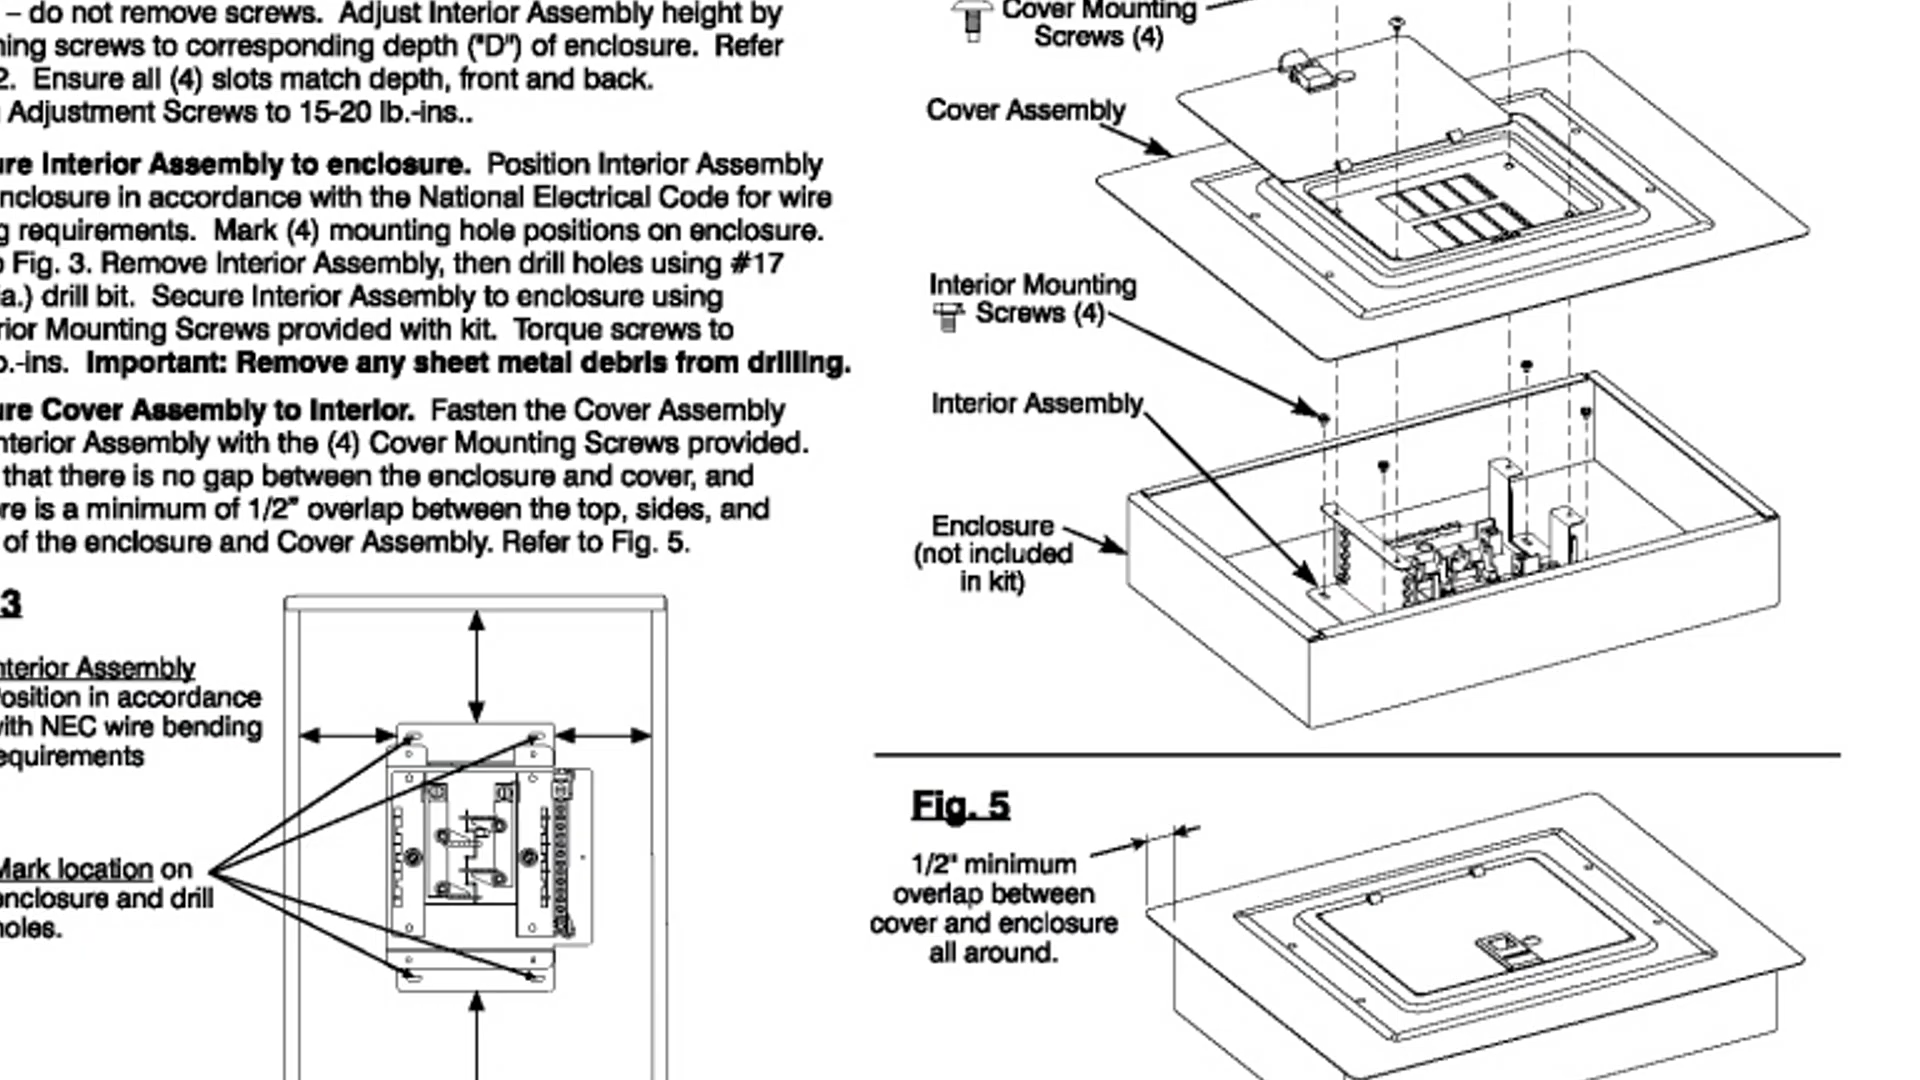 – do not remove screws. Adjust Interior Assembly height by
ning screws to corresponding depth ("D") of enclosure. Refer
2. Ensure all (4) slots match depth, front and back.
Adjustment Screws to 15-20 lb.-ins..
ure Interior Assembly to enclosure. Position Interior Assembly
nclosure in accordance with the National Electrical Code for wire
g requirements. Mark (4) mounting hole positions on enclosure.
o Fig. 3. Remove Interior Assembly, then drill holes using #17
ia.) drill bit. Secure Interior Assembly to enclosure using
rior Mounting Screws provided with kit. Torque screws to
b.-ins. Important: Remove any sheet metal debris from drilling.
ure Cover Assembly to Interior. Fasten the Cover Assembly
nterior Assembly with the (4) Cover Mounting Screws provided.
that there is no gap between the enclosure and cover, and
re is a minimum of 1/2" overlap between the top, sides, and
of the enclosure and Cover Assembly. Refer to Fig. 5.
3
nterior Assembly
Position in accordance
with NEC wire bending
equirements
Mark location on
enclosure and drill
holes.
Cover Mounting
Screws (4)
Cover Assembly
Interior Mounting
Screws (4)
Interior Assembly
Enclosure
(not included
in kit)
Fig. 5
1/2" minimum
overlap between
cover and enclosure
all around.